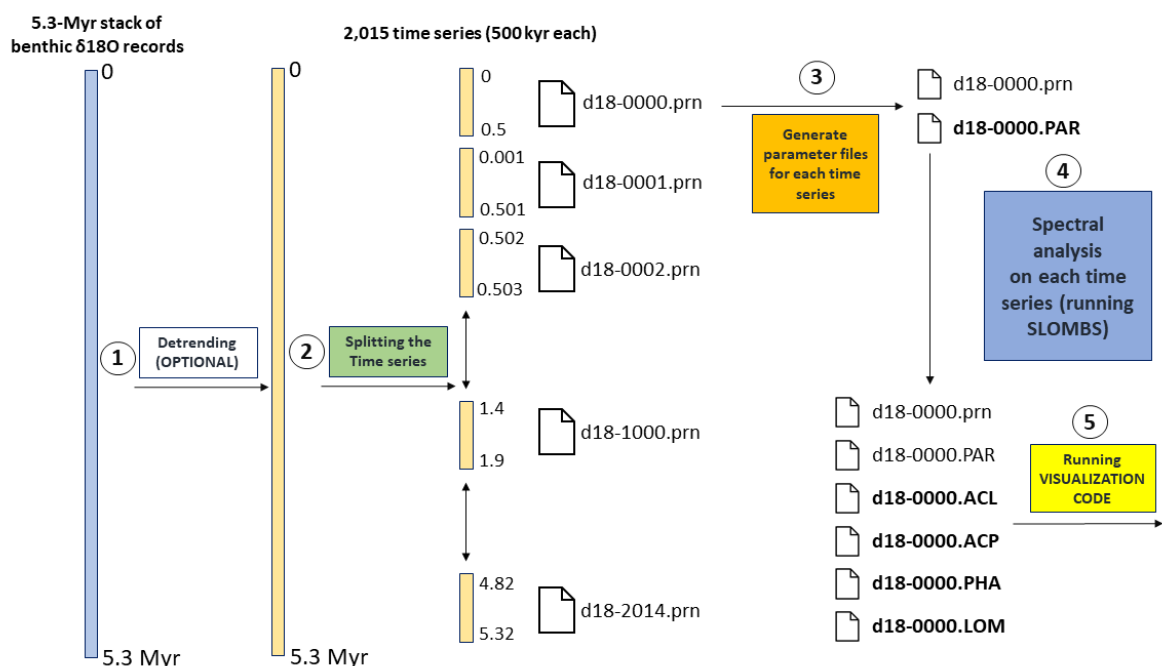 5.3-Myr stack of
benthic δ18O records
0
5.3 Myr
1
Detrending
(OPTIONAL)
0
5.3 Myr
2
Splitting the
Time series
2,015 time series (500 kyr each)
0
0.5
d18-0000.prn
0.001
0.501
d18-0001.prn
0.502
0.503
d18-0002.prn
1.4
1.9
d18-1000.prn
4.82
5.32
d18-2014.prn
3
Generate
parameter files
for each time
series
d18-0000.prn
d18-0000.PAR
4
Spectral
analysis
on each time
series (running
SLOMBS)
d18-0000.prn
d18-0000.PAR
d18-0000.ACL
d18-0000.ACP
d18-0000.PHA
d18-0000.LOM
5
Running
VISUALIZATION
CODE